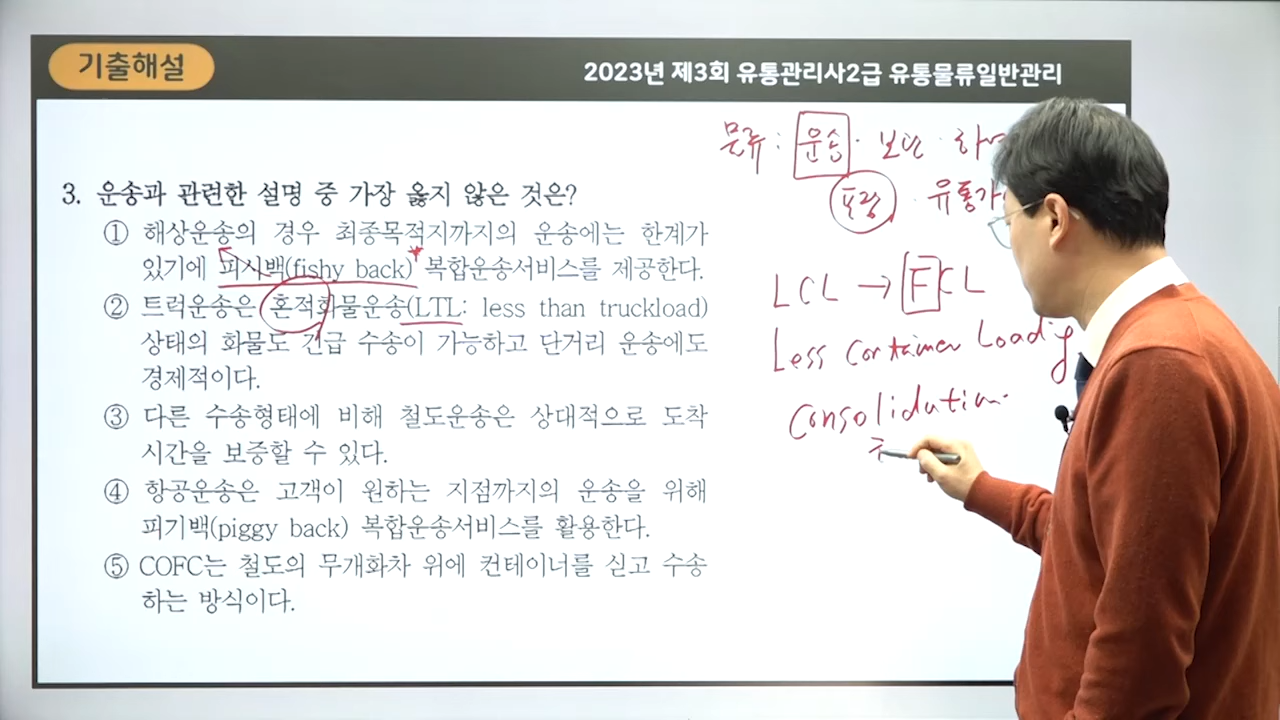 기출해설
2023년 제3회 유통관리사2급 유통물류일반관리
물류: 운송· 보관· 하역
포장· 유통가
3. 운송과 관련한 설명 중 가장 옳지 않은 것은?
① 해상운송의 경우 최종목적지까지의 운송에는 한계가
있기에 피시백(fishy back) 복합운송서비스를 제공한다.
② 트럭운송은 혼적화물운송(LTL: less than truckload)
상태의 화물도 긴급 수송이 가능하고 단거리 운송에도
경제적이다.
③ 다른 수송형태에 비해 철도운송은 상대적으로 도착
시간을 보증할 수 있다.
④ 항공운송은 고객이 원하는 지점까지의 운송을 위해
피기백(piggy back) 복합운송서비스를 활용한다.
⑤ COFC는 철도의 무개화차 위에 컨테이너를 싣고 수송
하는 방식이다.
LCL → FCL
Less Container Loading
Consolidation